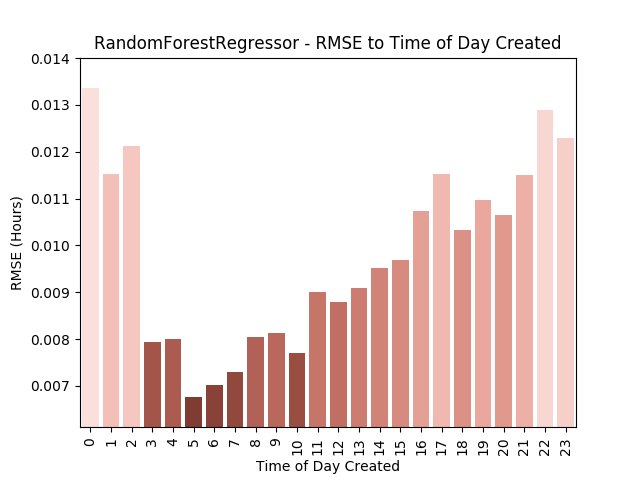 RandomForestRegressor - RMSE to Time of Day Created
0.014
0.013
0.012
0.011
0.010
0.009
0.008
0.007
RMSE (Hours)
0 1 2 3 4 5 6 7 8 9 10 11 12 13 14 15 16 17 18 19 20 21 22 23
Time of Day Created